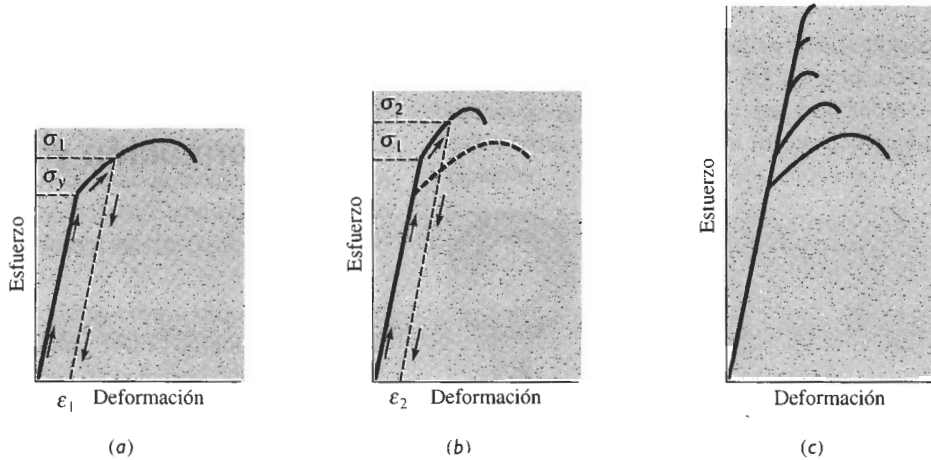 σ1
σy
Esfuerzo
ε1 Deformación
(a)
σ2
σ1
Esfuerzo
ε2 Deformación
(b)
Esfuerzo
Deformación
(c)